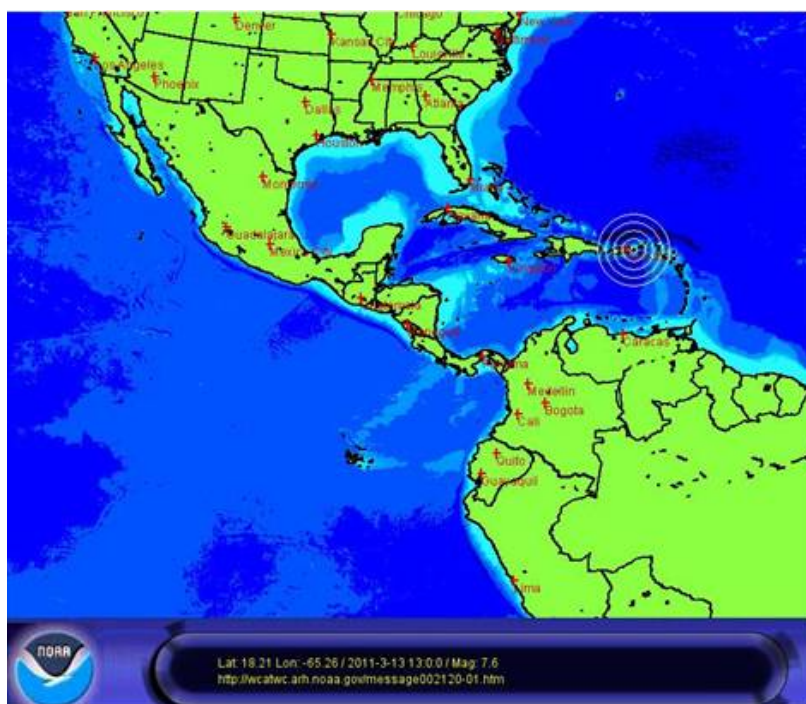 Denver
Chicago
New York
Kansas City
Louisville
Los Angeles
Phoenix
Memphis
Atlanta
Dallas
Houston
Monterrey
Miami
Guadalajara
Mexico City
Kingston
Caracas
Panama
Medellin
Bogota
Cali
Quito
Guayaquil
Lima
NOAA
Lat: 18.21 Lon: -65.26 / 2011-3-13 13:0:0 / Mag: 7.6
http://wcatwc.arh.noaa.gov/message002120-01.htm